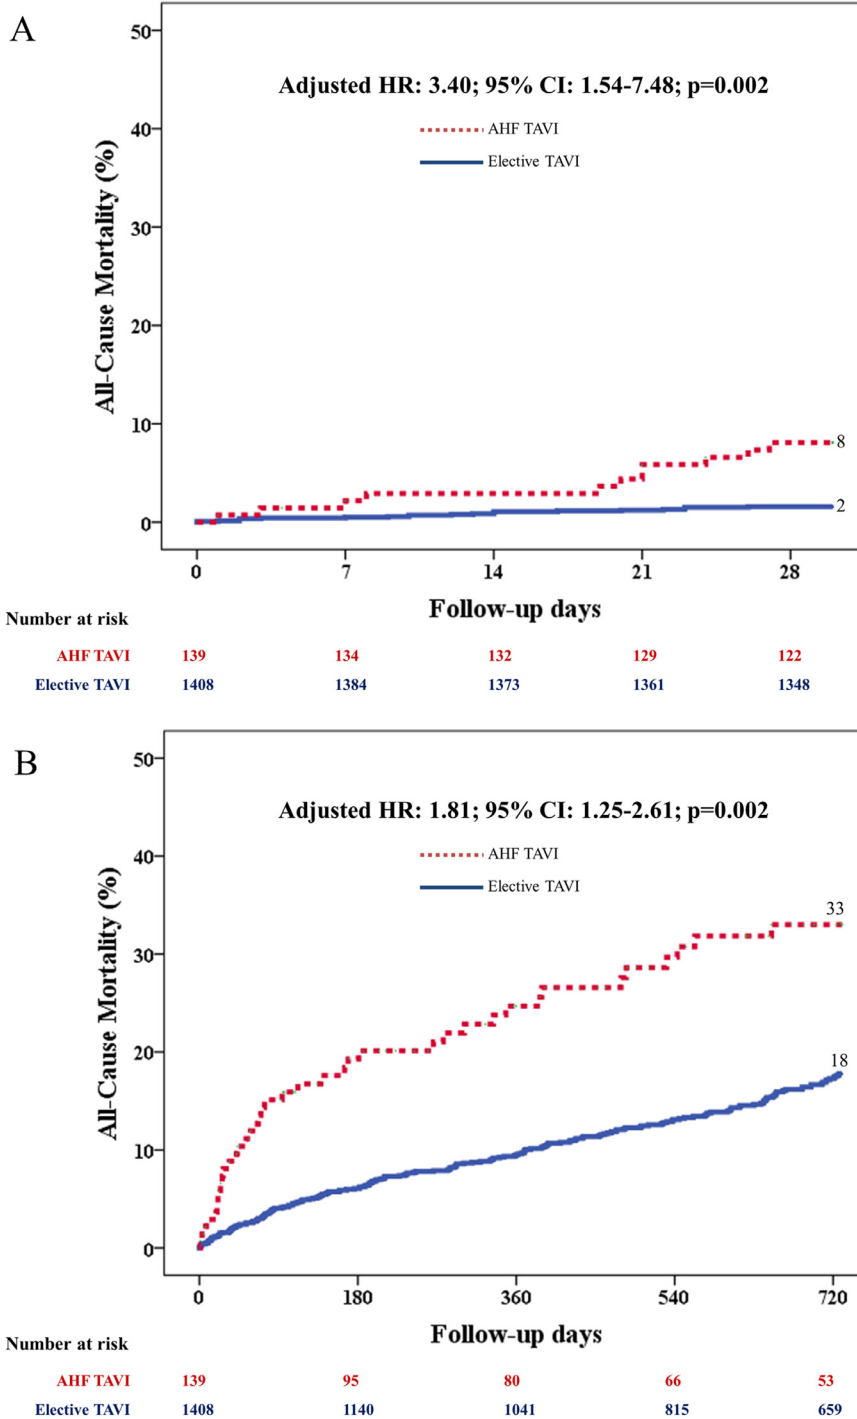 A
Adjusted HR: 3.40; 95% CI: 1.54-7.48; p=0.002
AHF TAVI
Elective TAVI
All-Cause Mortality (%)
50
40
30
20
10
0
8
2
0 7 14 21 28
Follow-up days
Number at risk
AHF TAVI 139 134 132 129 122
Elective TAVI 1408 1384 1373 1361 1348
B
Adjusted HR: 1.81; 95% CI: 1.25-2.61; p=0.002
AHF TAVI
Elective TAVI
All-Cause Mortality (%)
50
40
30
20
10
0
33
18
0 180 360 540 720
Follow-up days
Number at risk
AHF TAVI 139 95 80 66 53
Elective TAVI 1408 1140 1041 815 659